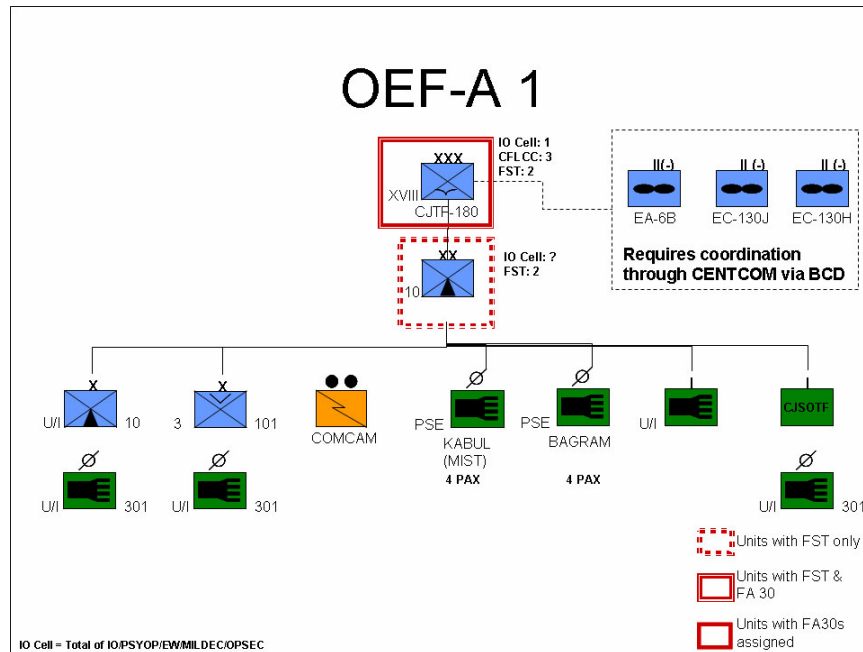 OEF-A 1
XXX
XVIII
CJTF-180
IO Cell: 1
CFLCC: 3
FST: 2
II(-)
II (-)
II (-)
EA-6B
EC-130J
EC-130H
Requires coordination
through CENTCOM via BCD
XX
10
IO Cell: ?
FST: 2
X
U/I
10
X
3
101
COMCAM
PSE
KABUL
(MIST)
4 PAX
PSE
BAGRAM
4 PAX
I
U/I
I
CJSOTF
U/I
301
U/I
301
U/I
301
Units with FST only
Units with FST &
FA 30
Units with FA30s
assigned
IO Cell = Total of IO/PSYOP/EW/MILDEC/OPSEC